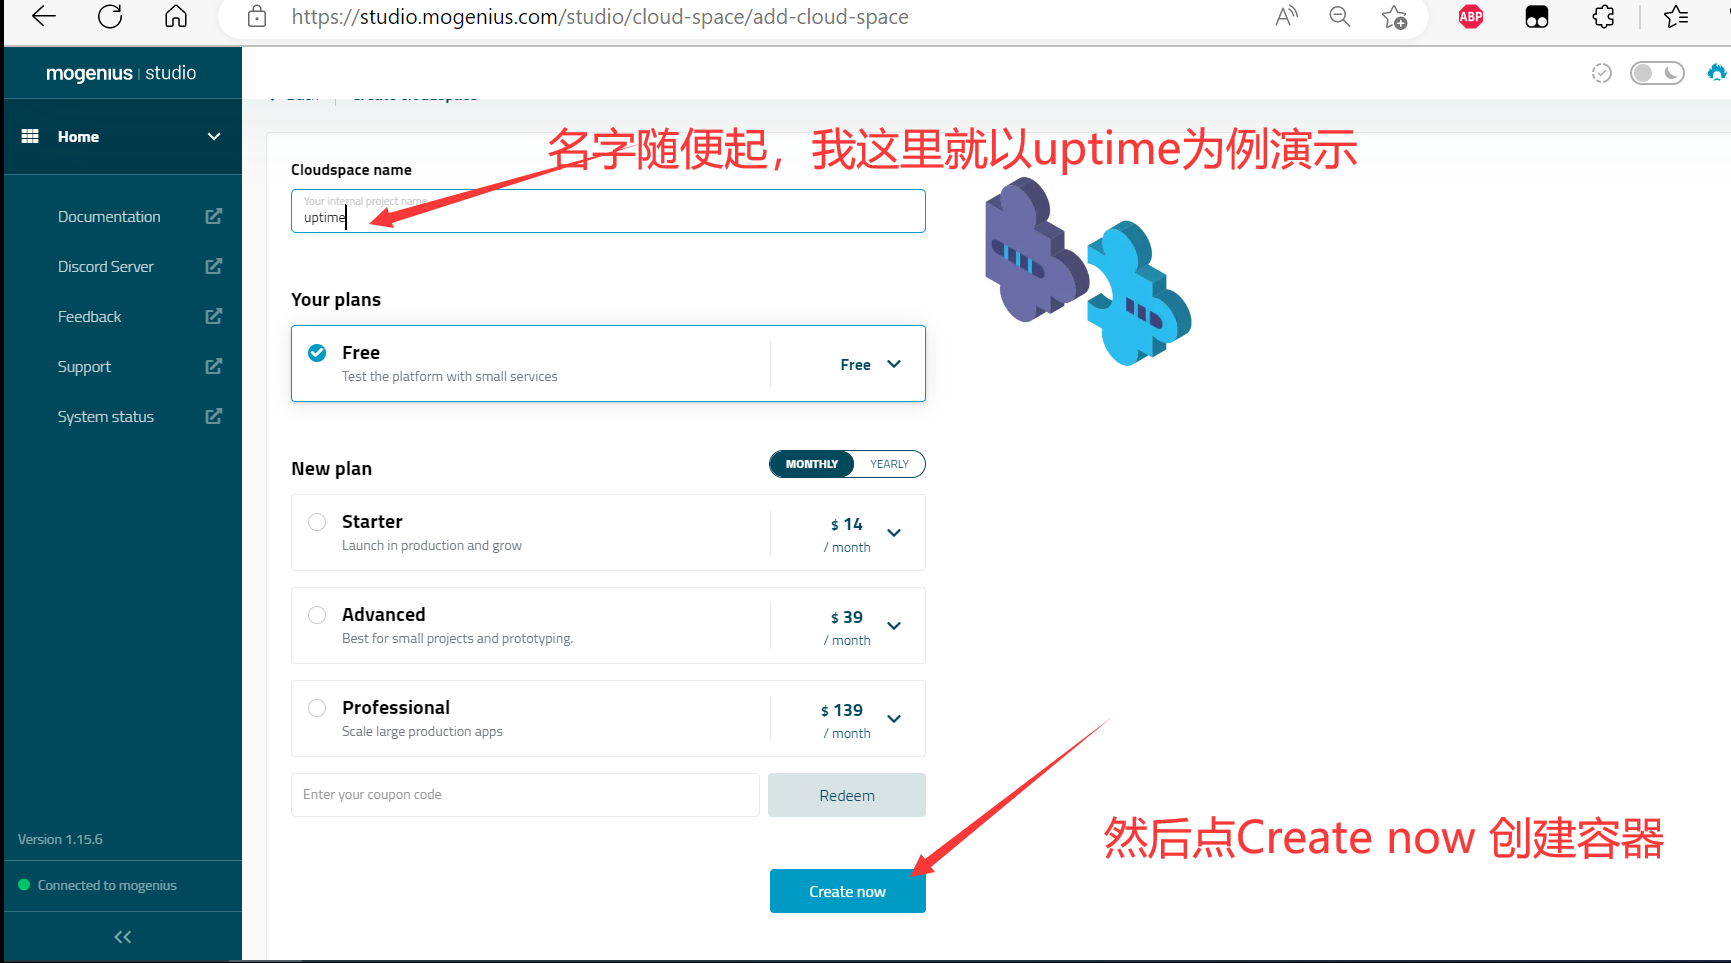 https://studio.mogenius.com/studio/cloud-space/add-cloud-space
ABP
mogenius | studio
Home
Documentation
Discord Server
Feedback
Support
System status
Version 1.15.6
Connected to mogenius
Back
Create cloudspace
名字随便起，我这里就以uptime为例演示
Cloudspace name
Your internal project name
uptime
Your plans
Free
Test the platform with small services
Free
New plan
MONTHLY YEARLY
Starter
Launch in production and grow
$ 14
/ month
Advanced
Best for small projects and prototyping.
$ 39
/ month
Professional
Scale large production apps
$ 139
/ month
Enter your coupon code
Redeem
然后点Create now 创建容器
Create now